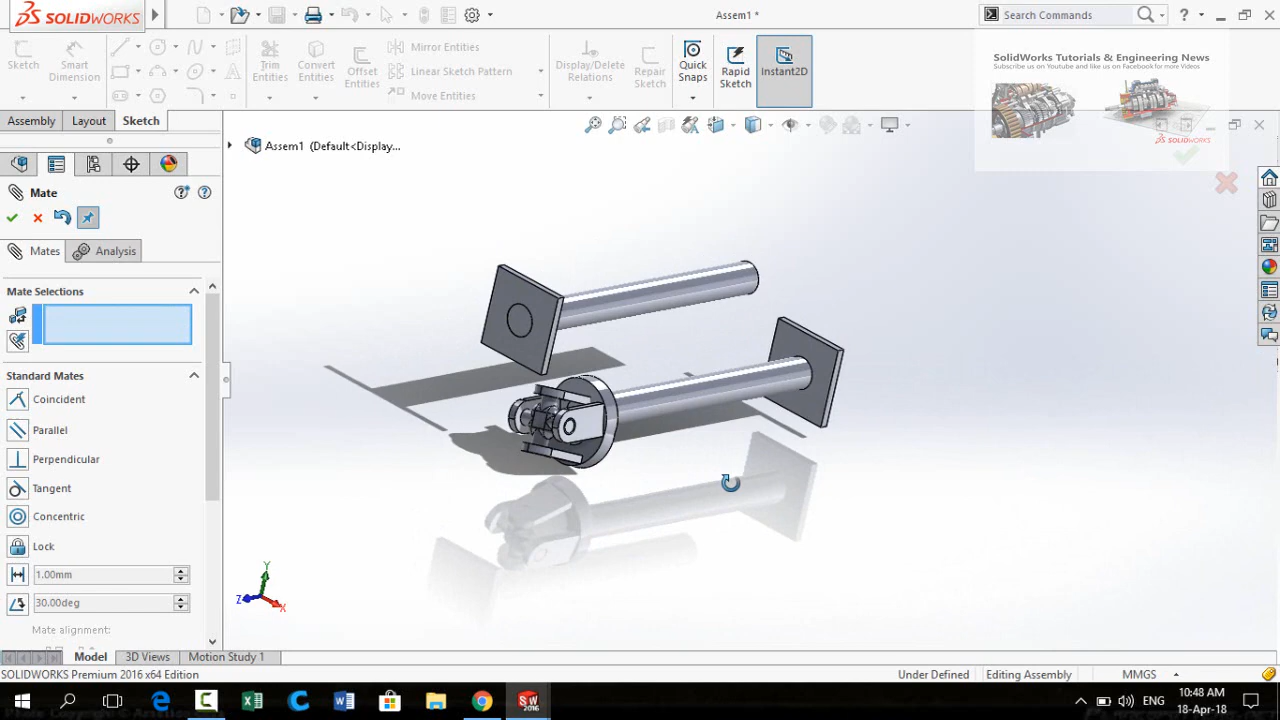 SOLIDWORKS
Assem1 *
Search Commands
Sketch
Smart Dimension
Trim Entities
Convert Entities
Offset Entities
Mirror Entities
Linear Sketch Pattern
Move Entities
Display/Delete Relations
Repair Sketch
Quick Snaps
Rapid Sketch
Instant2D
SolidWorks Tutorials & Engineering News
Subscribe us on Youtube and like us on Facebook for more Videos
SOLIDWORKS
Assembly
Layout
Sketch
Assem1 (Default<Display...
Mate
Mates
Analysis
Mate Selections
Standard Mates
Coincident
Parallel
Perpendicular
Tangent
Concentric
Lock
1.00mm
30.00deg
Mate alignment:
Y
Z
X
Model
3D Views
Motion Study 1
SOLIDWORKS Premium 2016 x64 Edition
Under Defined
Editing Assembly
MMGS
SW
2016
ENG
10:48 AM
18-Apr-18